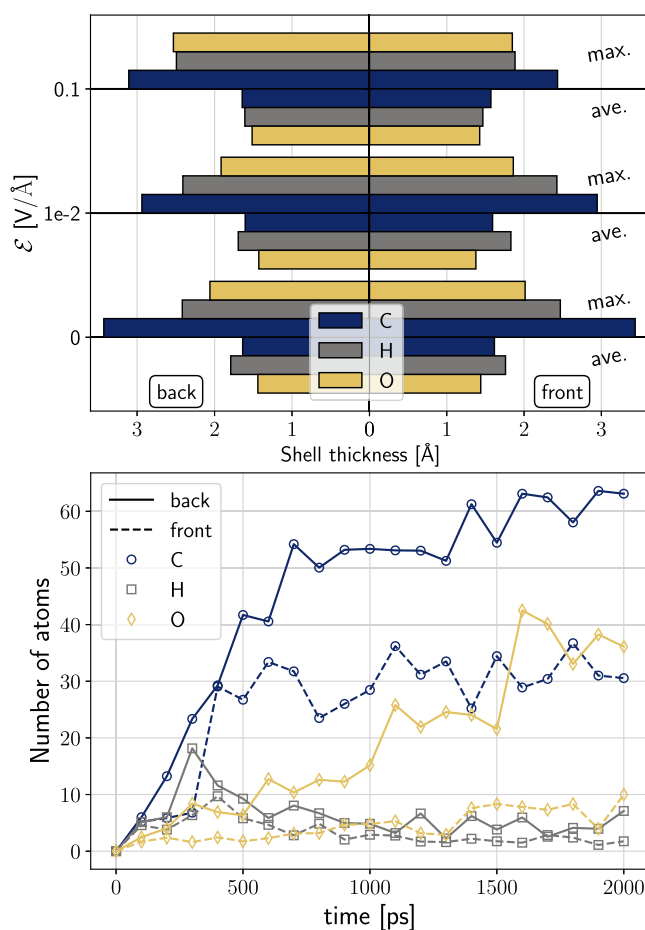 max.
0.1
ave.
max.
1e-2
ave.
max.
0
ave.
ℰ [V/Å]
C
H
O
back
front
3 2 1 0 1 2 3
Shell thickness [Å]
back
front
C
H
O
60
50
40
30
20
10
0
Number of atoms
0 500 1000 1500 2000
time [ps]